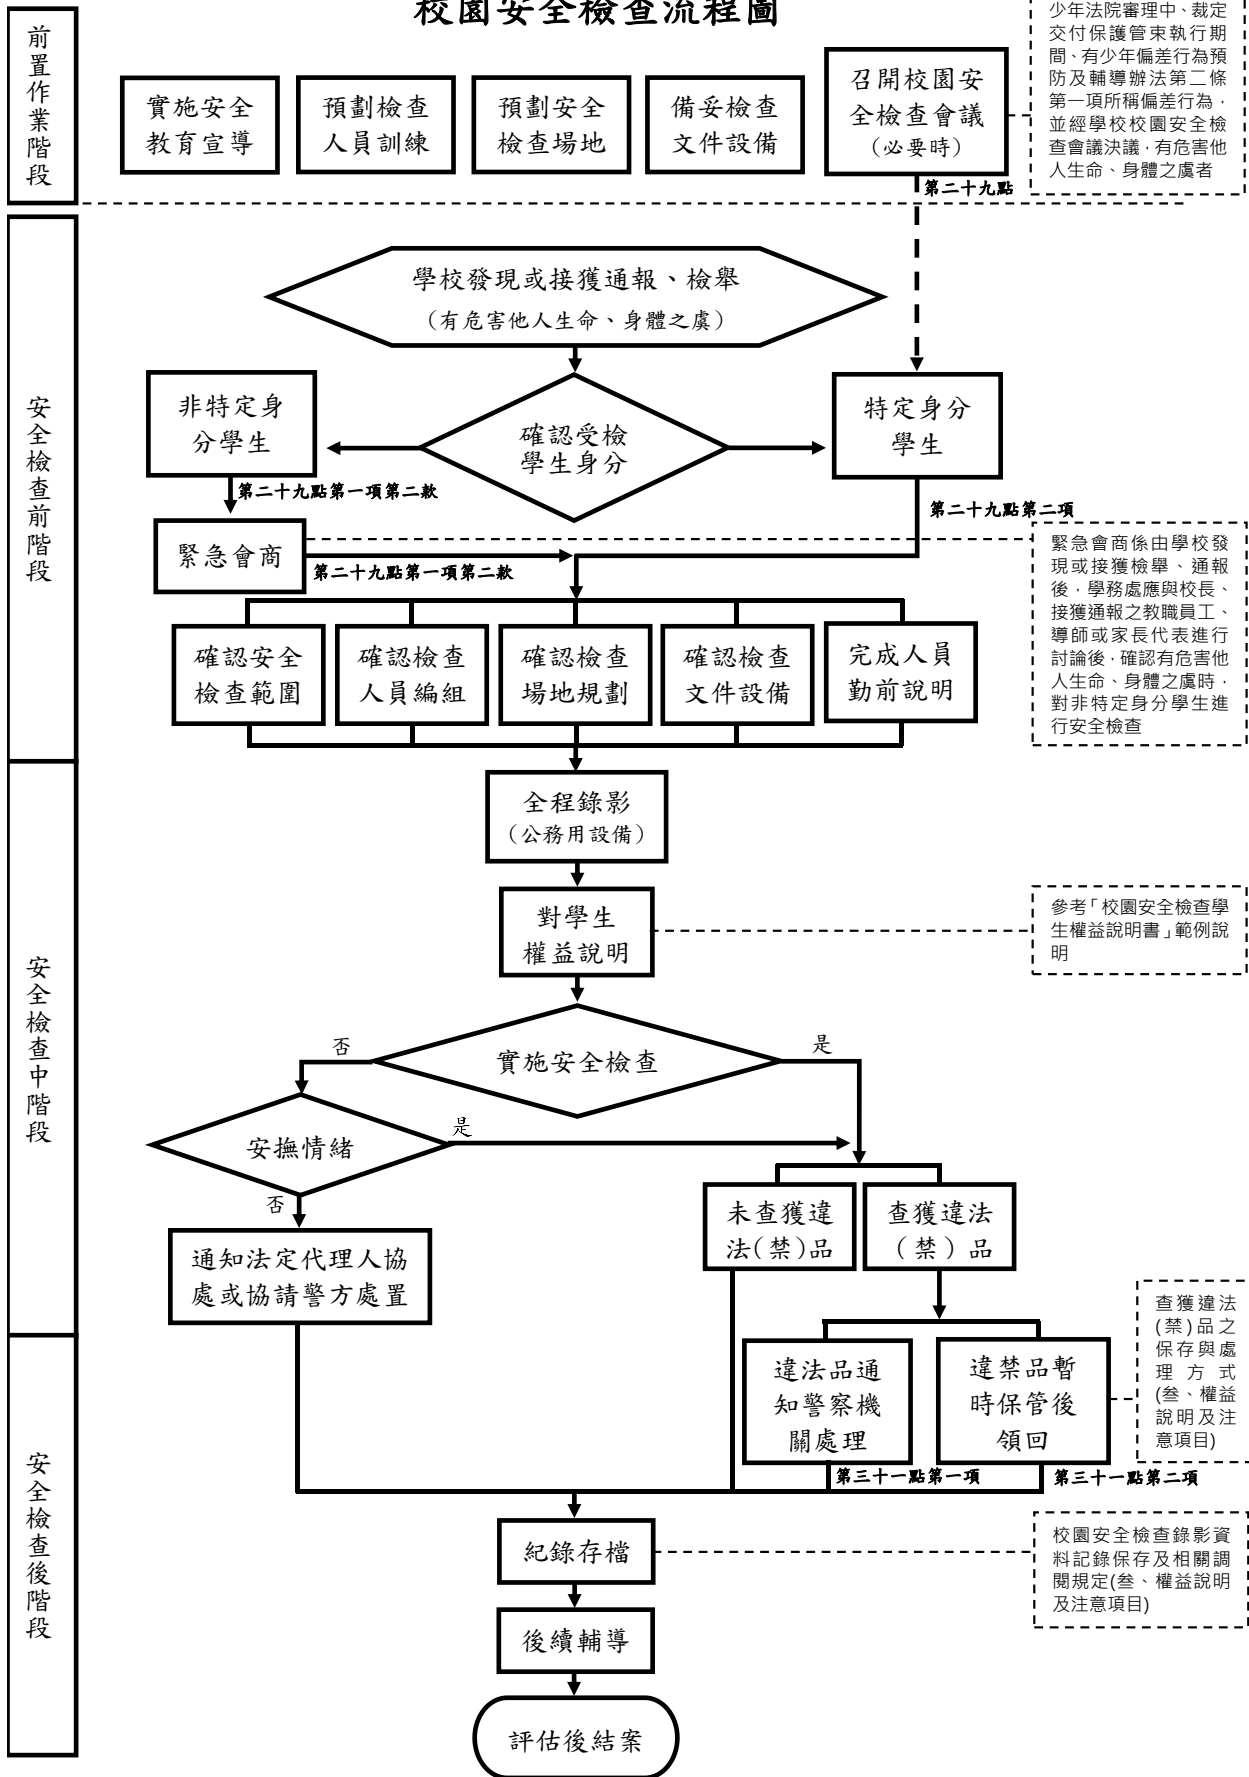 校園安全檢查流程圖
前置作業階段
實施安全
教育宣導
預劃檢查
人員訓練
預劃安全
檢查場地
備妥檢查
文件設備
召開校園安
全檢查會議
(必要時)
第二十九點
少年法院審理中、裁定
交付保護管束執行期
間、有少年偏差行為預
防及輔導辦法第二條
第一項所稱偏差行為,
並經學校校園安全檢
查會議決議,有危害他
人生命、身體之虞者
安全檢查前階段
學校發現或接獲通報、檢舉
(有危害他人生命、身體之虞)
非特定身
分學生
確認受檢
學生身分
特定身分
學生
第二十九點第一項第二款
第二十九點第二項
緊急會商
第二十九點第一項第二款
緊急會商係由學校發
現或接獲檢舉、通報
後,學務處應與校長、
接獲通報之教職員工、
導師或家長代表進行
討論後,確認有危害他
人生命、身體之虞時,
對非特定身分學生進
行安全檢查
確認安全
檢查範圍
確認檢查
人員編組
確認檢查
場地規劃
確認檢查
文件設備
完成人員
勤前說明
安全檢查中階段
全程錄影
(公務用設備)
對學生
權益說明
參考「校園安全檢查學
生權益說明書」範例說
明
實施安全檢查
否
是
安撫情緒
是
否
通知法定代理人協
處或協請警方處置
未查獲違
法(禁)品
查獲違法
(禁)品
安全檢查後階段
違法品通
知警察機
關處理
違禁品暫
時保管後
領回
查獲違法
(禁)品之
保存與處
理方式
(叁、權益
說明及注
意項目)
第三十一點第一項
第三十一點第二項
紀錄存檔
校園安全檢查錄影資
料記錄保存及相關調
閱規定(叁、權益說明
及注意項目)
後續輔導
評估後結案